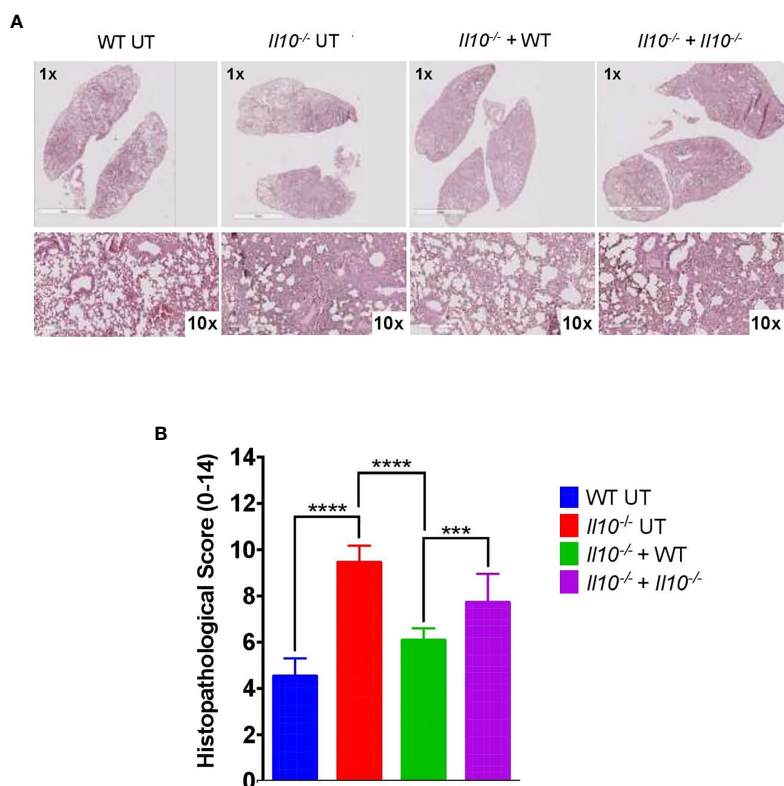 A
WT UT
Il10-/- UT
Il10-/- + WT
Il10-/- + Il10-/-
1x
1x
1x
1x
10x
10x
10x
10x
B
Histopathological Score (0-14)
14
12
10
8
6
4
2
0
****
****
***
WT UT
Il10-/- UT
Il10-/- + WT
Il10-/- + Il10-/-